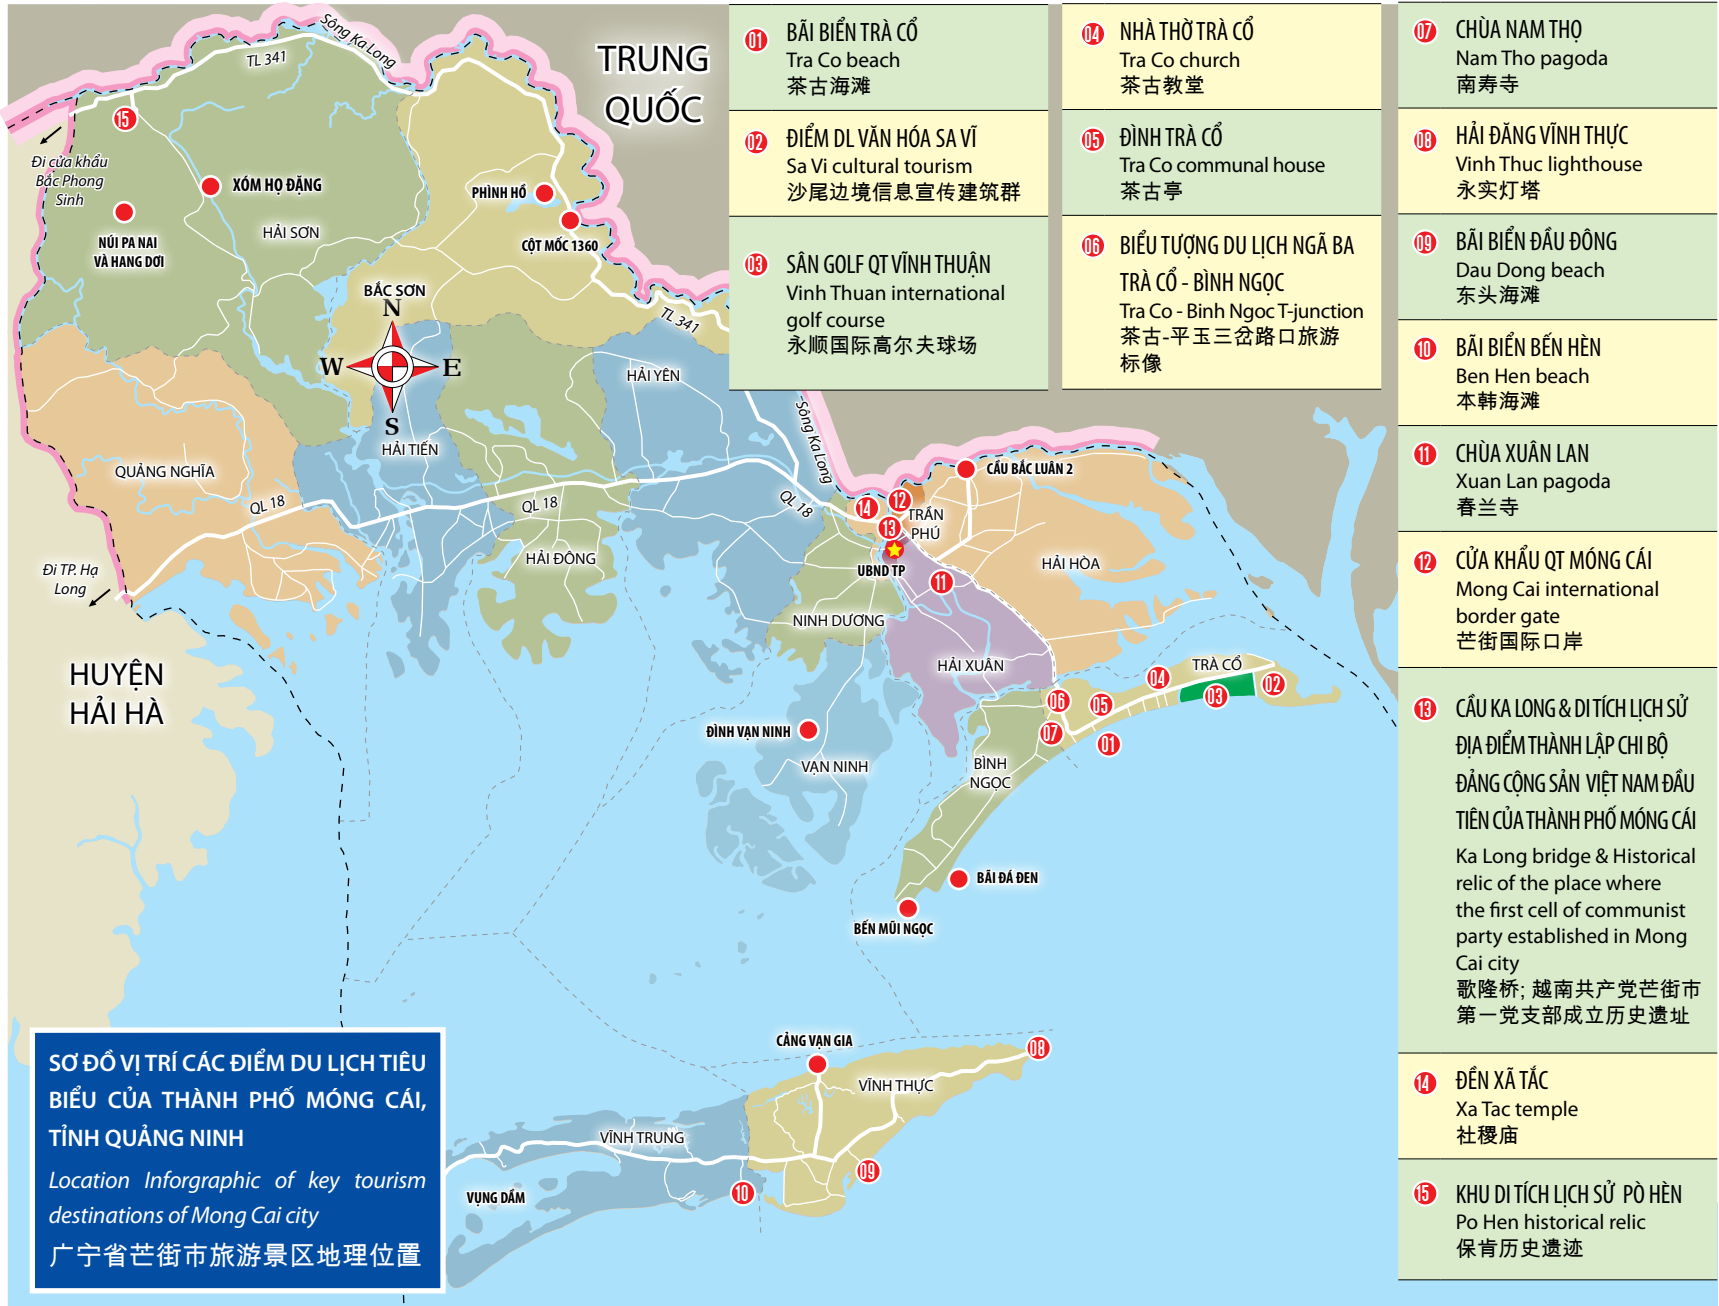 TRUNG
QUỐC
Sông Ka Long
TL 341
15
Đi cửa khẩu
Bắc Phong
Sinh
XÓM HỌ ĐẶNG
NÚI PA NAI
VÀ HANG DƠI
HẢI SƠN
PHÌNH HỒ
CỘT MỐC 1360
BẮC SƠN
N
W
E
S
TL 341
HẢI YÊN
Sông Ka Long
QUẢNG NGHĨA
HẢI TIẾN
QL 18
QL 18
QL 18
HẢI ĐÔNG
Đi TP. Hạ
Long
CẦU BẮC LUÂN 2
14
12
13
TRẦN
PHÚ
UBND TP
11
HẢI HÒA
NINH DƯƠNG
HẢI XUÂN
HUYỆN
HẢI HÀ
TRÀ CỔ
04
03
02
06
05
07
01
ĐÌNH VẠN NINH
VẠN NINH
BÌNH
NGỌC
BÃI ĐÁ ĐEN
BẾN MŨI NGỌC
CẢNG VẠN GIA
08
VĨNH THỰC
VĨNH TRUNG
09
10
VỤNG DẦM
SƠ ĐỒ VỊ TRÍ CÁC ĐIỂM DU LỊCH TIÊU
BIỂU CỦA THÀNH PHỐ MÓNG CÁI,
TỈNH QUẢNG NINH
Location Inforgraphic of key tourism
destinations of Mong Cai city
广宁省芒街市旅游景区地理位置
01 BÃI BIỂN TRÀ CỔ
Tra Co beach
茶古海滩
02 ĐIỂM DL VĂN HÓA SA VĨ
Sa Vi cultural tourism
沙尾边境信息宣传建筑群
03 SÂN GOLF QT VĨNH THUẬN
Vinh Thuan international
golf course
永顺国际高尔夫球场
04 NHÀ THỜ TRÀ CỔ
Tra Co church
茶古教堂
05 ĐÌNH TRÀ CỔ
Tra Co communal house
茶古亭
06 BIỂU TƯỢNG DU LỊCH NGÃ BA
TRÀ CỔ - BÌNH NGỌC
Tra Co - Binh Ngoc T-junction
茶古-平玉三岔路口旅游
标像
07 CHÙA NAM THỌ
Nam Tho pagoda
南寿寺
08 HẢI ĐĂNG VĨNH THỰC
Vinh Thuc lighthouse
永实灯塔
09 BÃI BIỂN ĐẦU ĐÔNG
Dau Dong beach
东头海滩
10 BÃI BIỂN BẾN HÈN
Ben Hen beach
本韩海滩
11 CHÙA XUÂN LAN
Xuan Lan pagoda
春兰寺
12 CỬA KHẨU QT MÓNG CÁI
Mong Cai international
border gate
芒街国际口岸
13 CẦU KA LONG & DI TÍCH LỊCH SỬ
ĐỊA ĐIỂM THÀNH LẬP CHI BỘ
ĐẢNG CỘNG SẢN VIỆT NAM ĐẦU
TIÊN CỦA THÀNH PHỐ MÓNG CÁI
Ka Long bridge & Historical
relic of the place where
the first cell of communist
party established in Mong
Cai city
歌隆桥; 越南共产党芒街市
第一党支部成立历史遗址
14 ĐỀN XÃ TẮC
Xa Tac temple
社稷庙
15 KHU DI TÍCH LỊCH SỬ PÒ HÈN
Po Hen historical relic
保肯历史遗迹